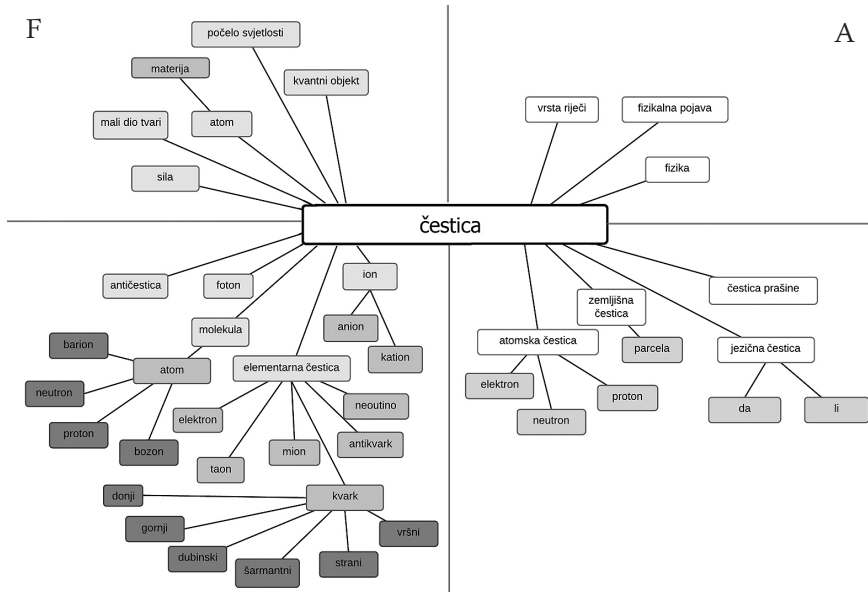 F
A
počelo svjetlosti
materija
kvantni objekt
mali dio tvari
atom
sila
vrsta riječi
fizikalna pojava
fizika
čestica
antičestica
foton
ion
molekula
anion
kation
barion
atom
elementarna čestica
neutron
elektron
neoutino
proton
bozon
taon
mion
antikvark
donji
kvark
gornji
vršni
dubinski
šarmantni
strani
čestica prašine
zemljišna
čestica
atomska čestica
parcela
jezična čestica
elektron
neutron
proton
da
li